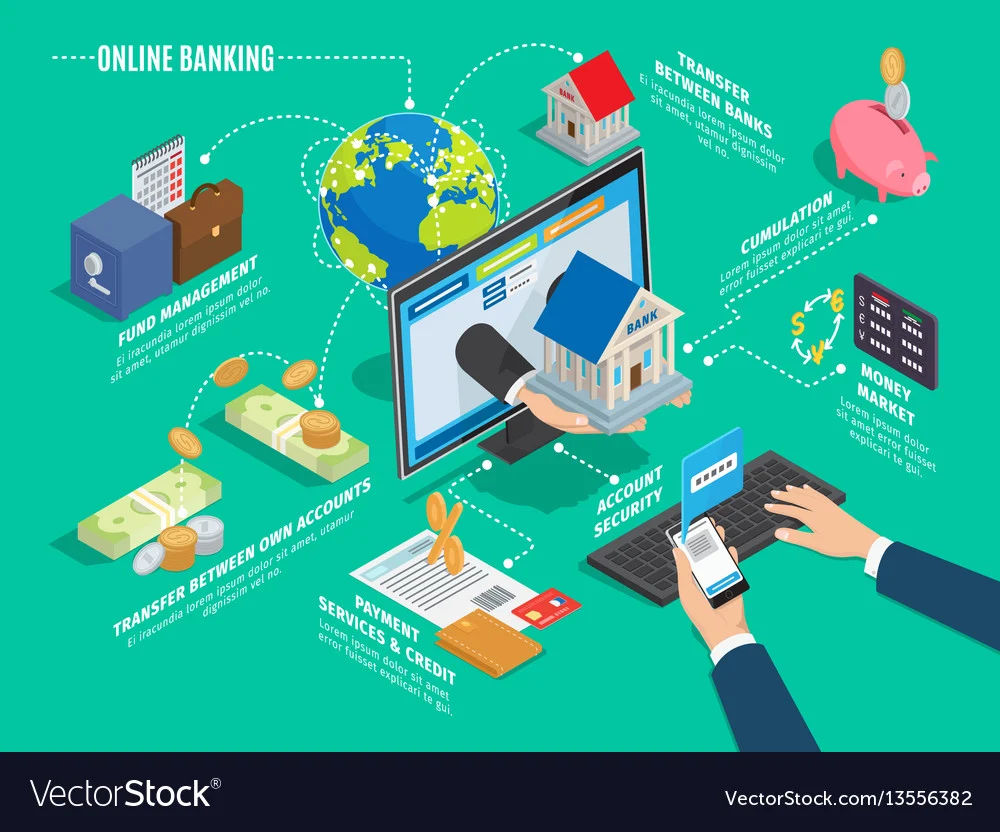 ONLINE BANKING
BANK
TRANSFER
BETWEEN BANKS
Ei iracundia lorem ipsum dolor
sit amet, utamur dignissim
vel no.
FUND MANAGEMENT
Ei iracundia lorem ipsum dolor
sit amet, utamur dignissim vel no.
CUMULATION
Lorem ipsum dolor sit amet
error fuisset explicari te gui.
BANK
$ € ¥
$
£
¥
MONEY
MARKET
Lorem ipsum dolor
sit amet error
fuisset explicari
te gui.
TRANSFER BETWEEN OWN ACCOUNTS
Ei iracundia lorem ipsum dolor sit amet, utamur
dignissim vel no.
ACCOUNT
SECURITY
PAYMENT
SERVICES & CREDIT
Lorem ipsum dolor sit amet
error fuisset explicari te gui.
VectorStock®
VectorStock.com/13556382